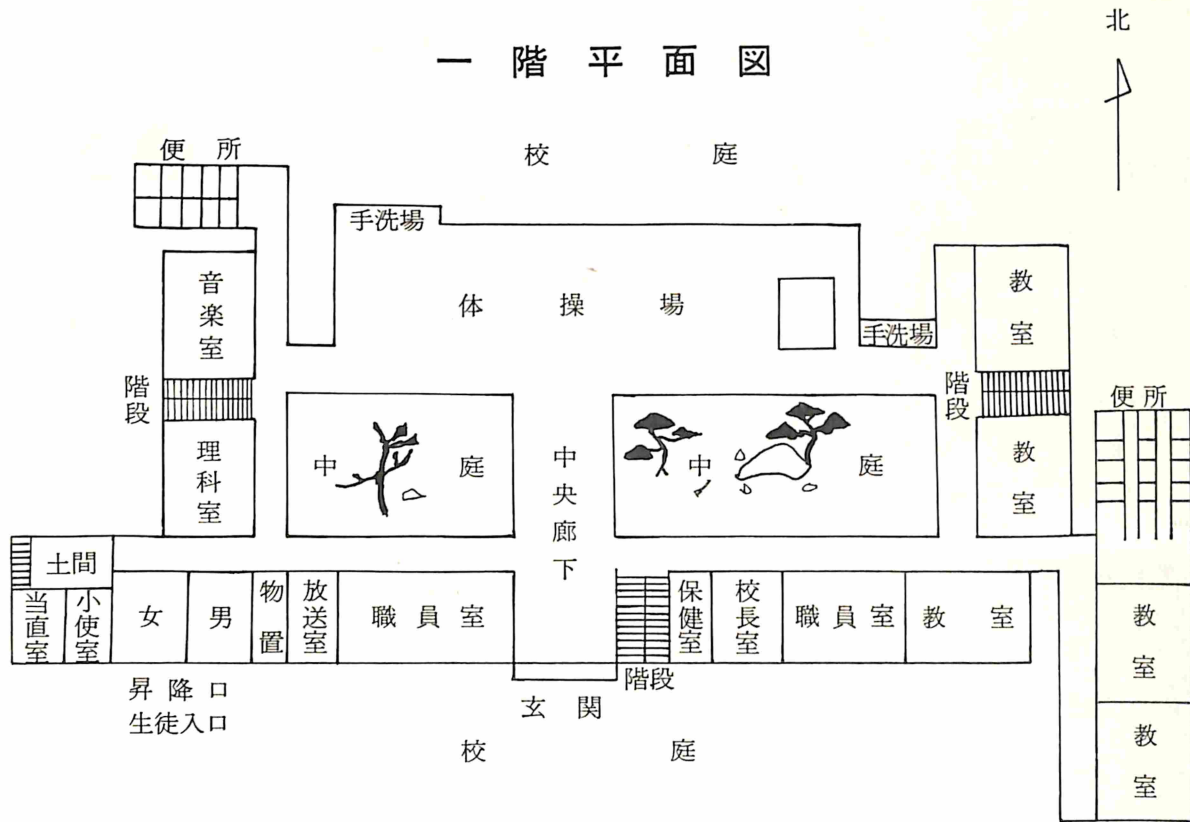 北
一階平面図
校庭
便所
手洗場
体操場
手洗場
音楽室
階段
理科室
教室
階段
教室
便所
中庭
中央廊下
中庭
土間
当直室
小使室
女
男
物置
放送室
職員室
保健室
校長室
職員室
教室
教室
教室
階段
昇降口
生徒入口
玄関
校庭